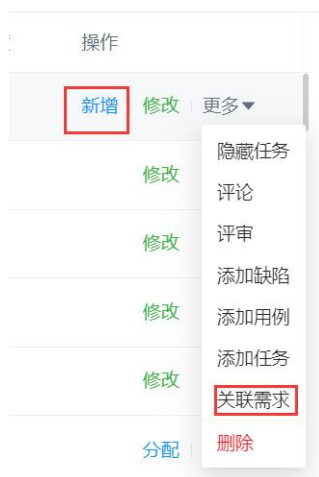 操作
新增 修改 更多▼
隐藏任务
修改
评论
修改 评审
添加缺陷
修改 添加用例
添加任务
修改
关联需求
分配 删除